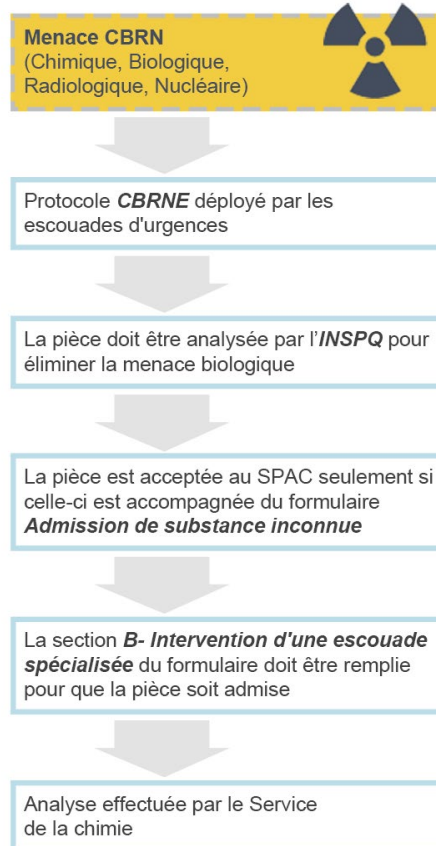 Menace CBRN
(Chimique, Biologique,
Radiologique, Nucléaire)
Protocole CBRNE déployé par les
escouades d'urgences
La pièce doit être analysée par l'INSPQ pour
éliminer la menace biologique
La pièce est acceptée au SPAC seulement si
celle-ci est accompagnée du formulaire
Admission de substance inconnue
La section B- Intervention d'une escouade
spécialisée du formulaire doit être remplie
pour que la pièce soit admise
Analyse effectuée par le Service
de la chimie